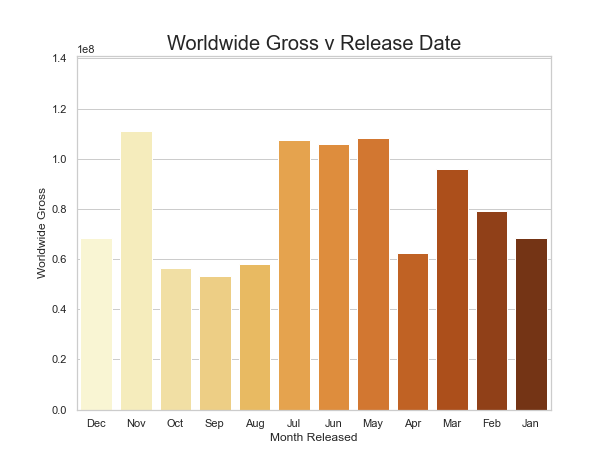 Worldwide Gross v Release Date
1e8
1.4
1.2
1.0
0.8
0.6
0.4
0.2
0.0
Worldwide Gross
Dec Nov Oct Sep Aug Jul Jun May Apr Mar Feb Jan
Month Released